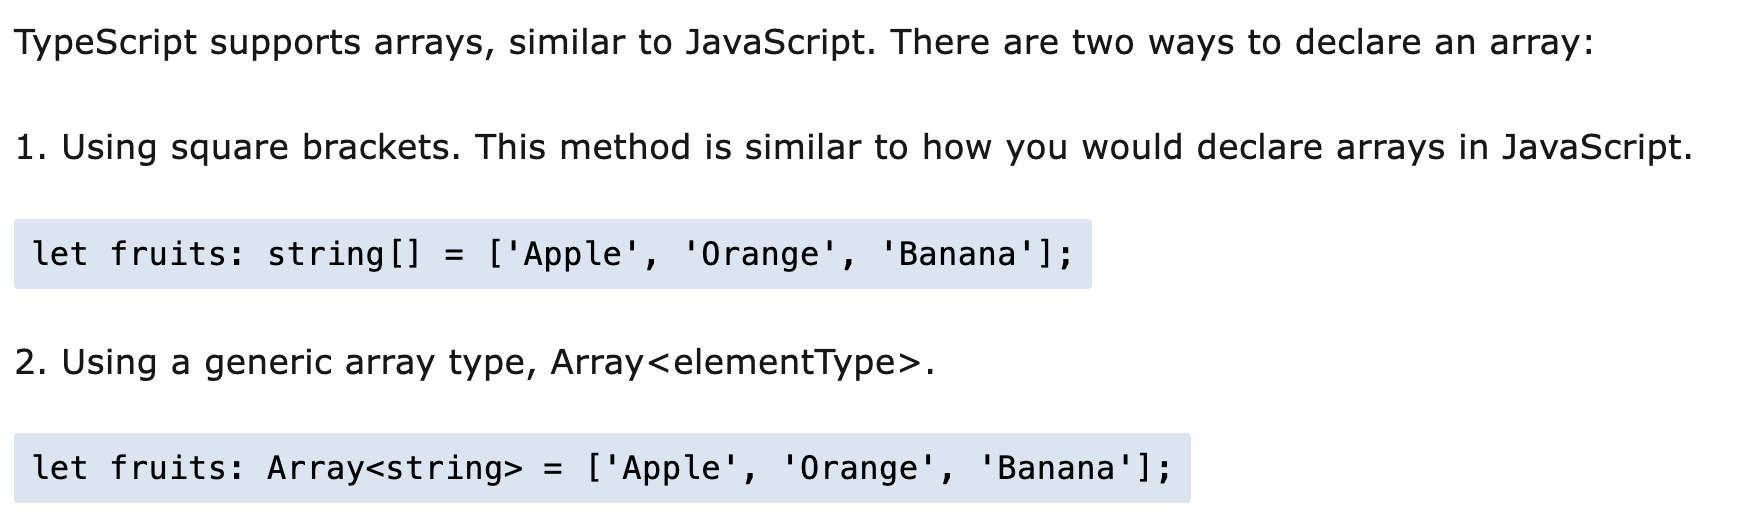 TypeScript supports arrays, similar to JavaScript. There are two ways to declare an array:
1. Using square brackets. This method is similar to how you would declare arrays in JavaScript.
let fruits: string[] = ['Apple', 'Orange', 'Banana'];
2. Using a generic array type, Array<elementType>.
let fruits: Array<string> = ['Apple', 'Orange', 'Banana'];